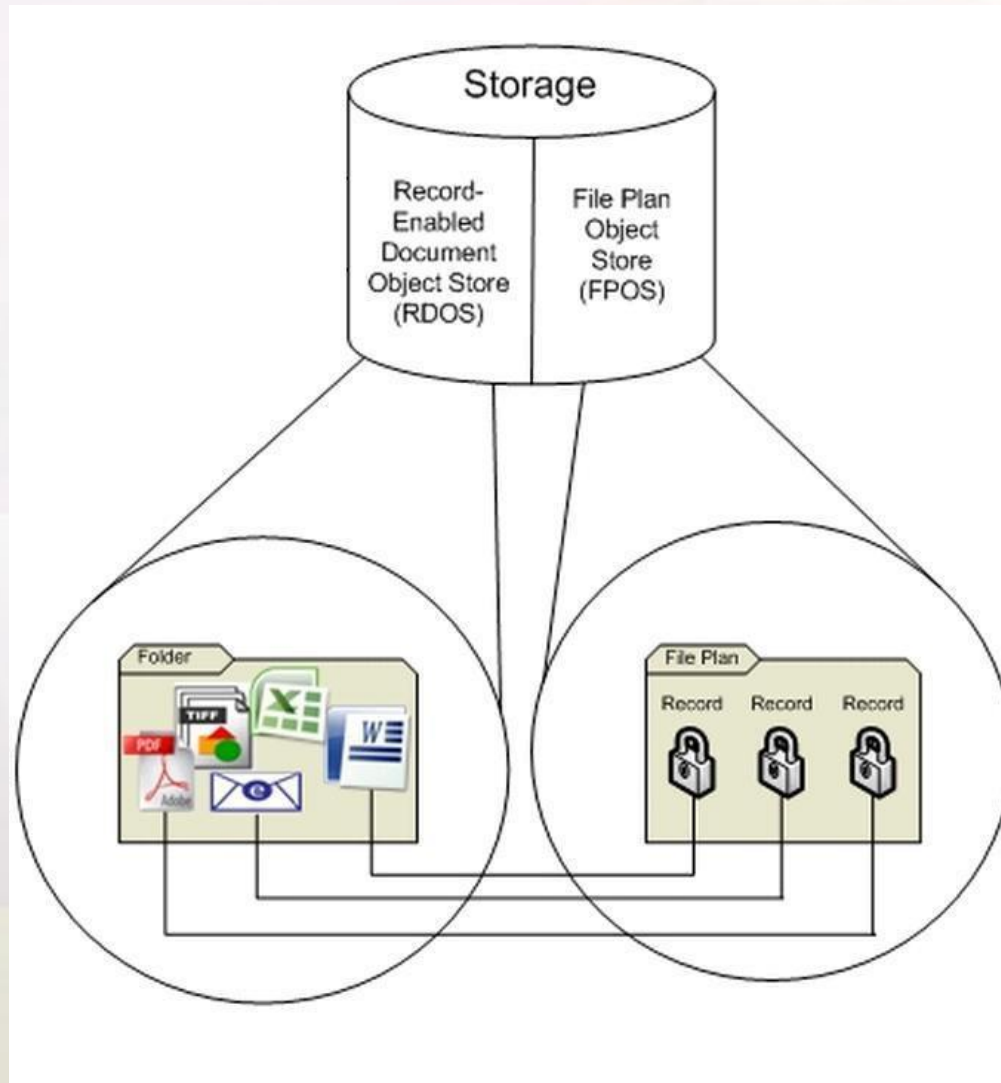 Storage
Record-
Enabled
Document
Object Store
(RDOS)
File Plan
Object
Store
(FPOS)
Folder
TIFF
PDF
Adobe
X
W
e
File Plan
Record
Record
Record